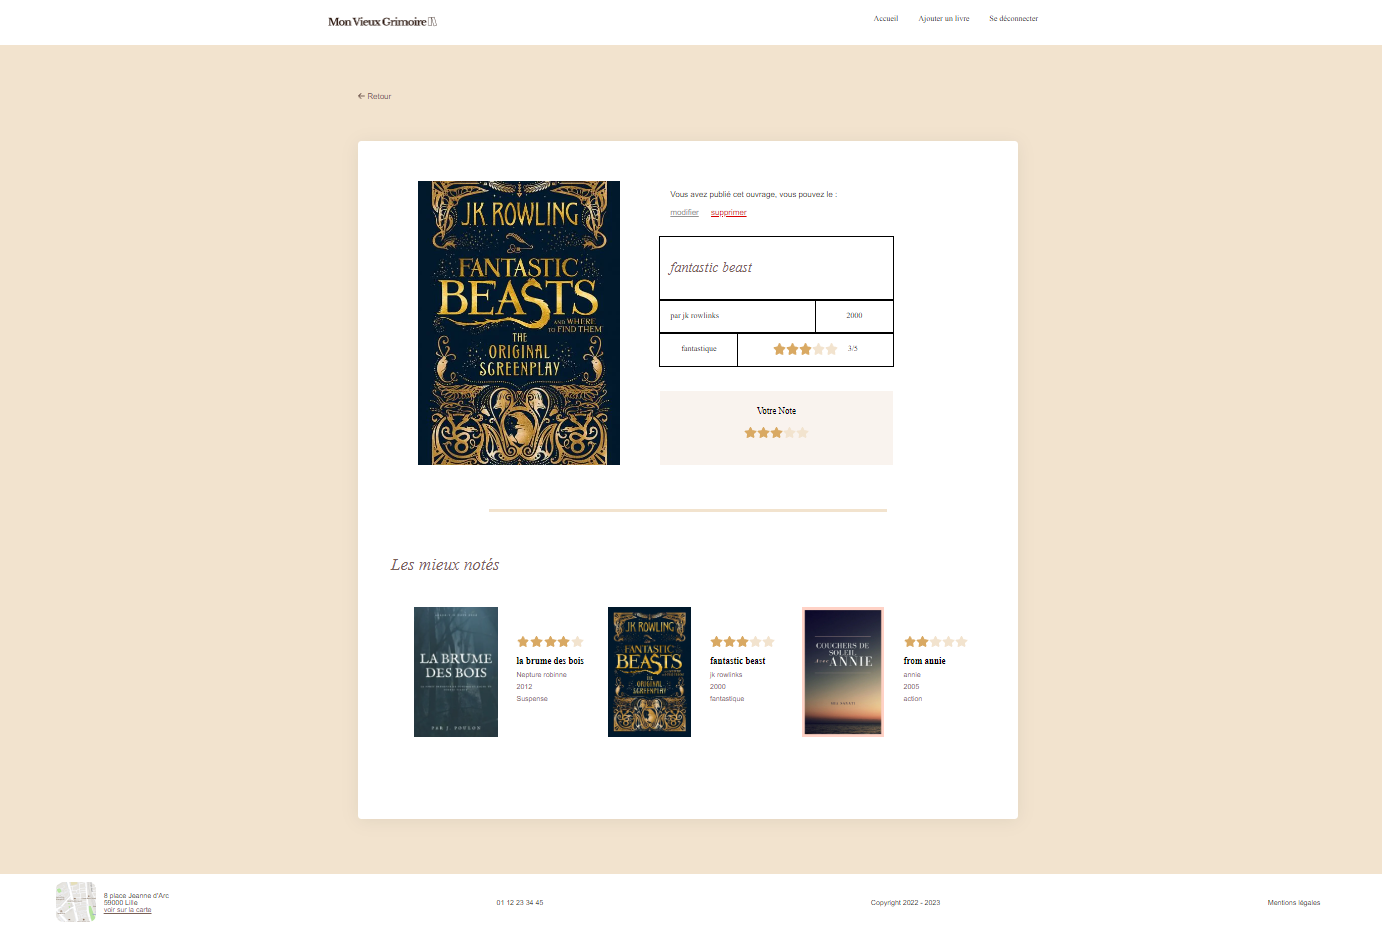 Mon Vieux Grimoire
Accueil Ajouter un livre Se déconnecter
← Retour
J.K ROWLING
FANTASTIC
BEASTS
AND WHERE
TO FIND THEM
THE
ORIGINAL
SCREENPLAY
Vous avez publié cet ouvrage, vous pouvez le :
modifier supprimer
fantastic beast
par jk rowlinks 2000
fantastique 3/5
Votre Note
Les mieux notés
LA BRUME
DES BOIS
PAR J. POULON
la brume des bois
Nepture robinne
2012
Suspense
J.K ROWLING
FANTASTIC
BEASTS
THE
ORIGINAL
SCREENPLAY
fantastic beast
jk rowlinks
2000
fantastique
COUCHERS DE
SOLEIL
Avec ANNIE
from annie
annie
2005
action
8 place Jeanne d'Arc
59000 Lille
voir sur la carte
01 12 23 34 45
Copyright 2022 - 2023
Mentions légales